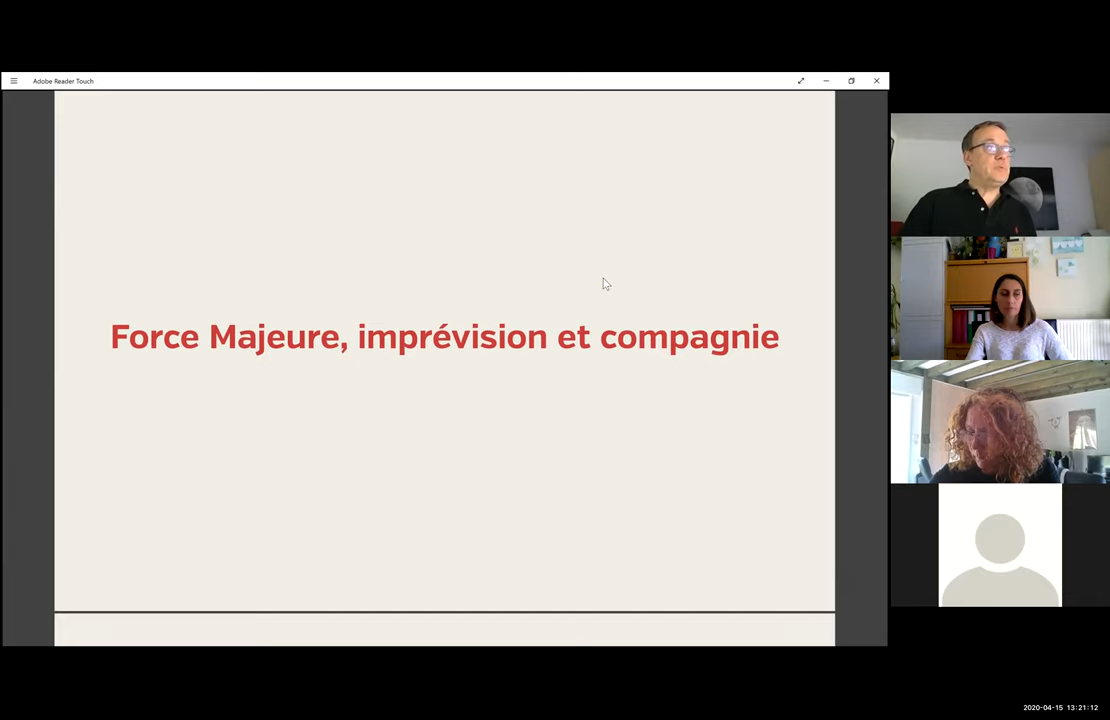 Adobe Reader Touch
Force Majeure, imprévision et compagnie
2020-04-15 13:21:12